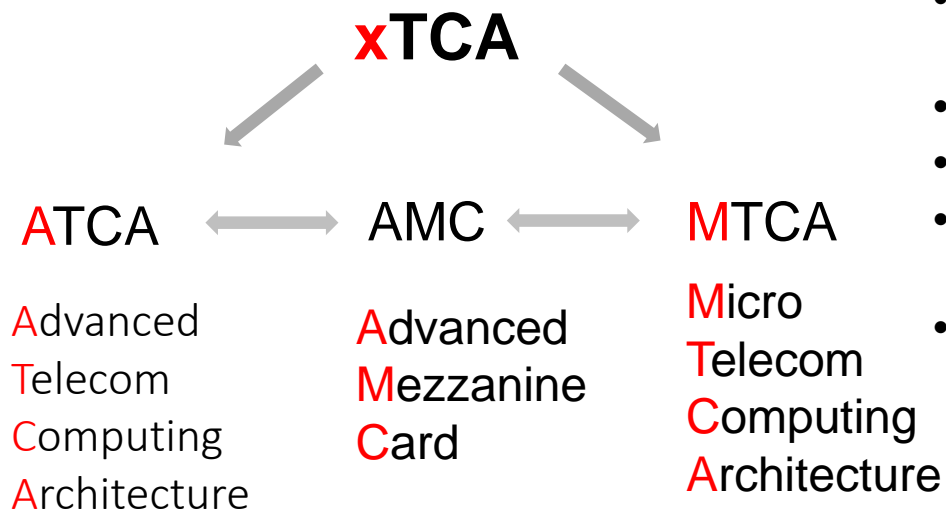 xTCA
ATCA
AMC
MTCA
Advanced
Telecom
Computing
Architecture
Advanced
Mezzanine
Card
Micro
Telecom
Computing
Architecture